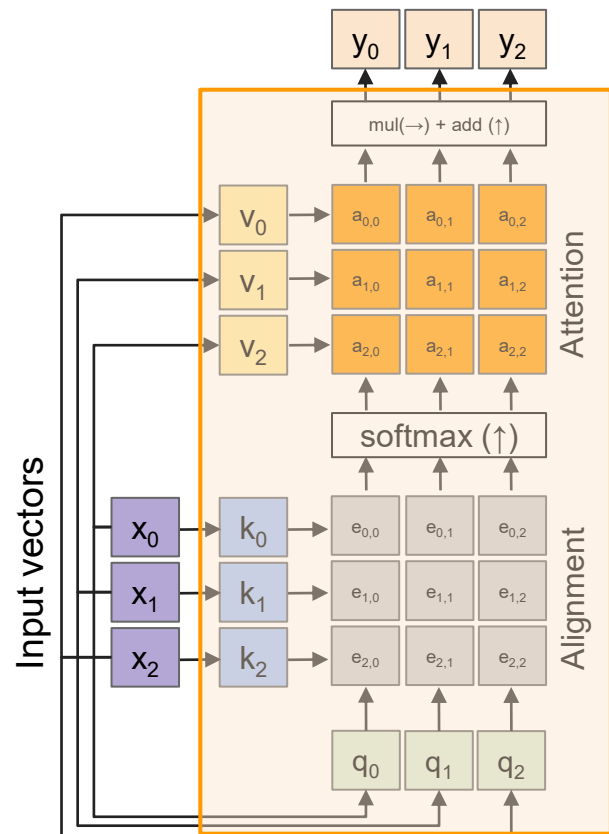 y0 y1 y2
mul(→) + add (↑)
v0 a0,0 a0,1 a0,2
v1 a1,0 a1,1 a1,2
v2 a2,0 a2,1 a2,2
Attention
softmax (↑)
Input vectors
x0 k0 e0,0 e0,1 e0,2
x1 k1 e1,0 e1,1 e1,2
x2 k2 e2,0 e2,1 e2,2
Alignment
q0 q1 q2